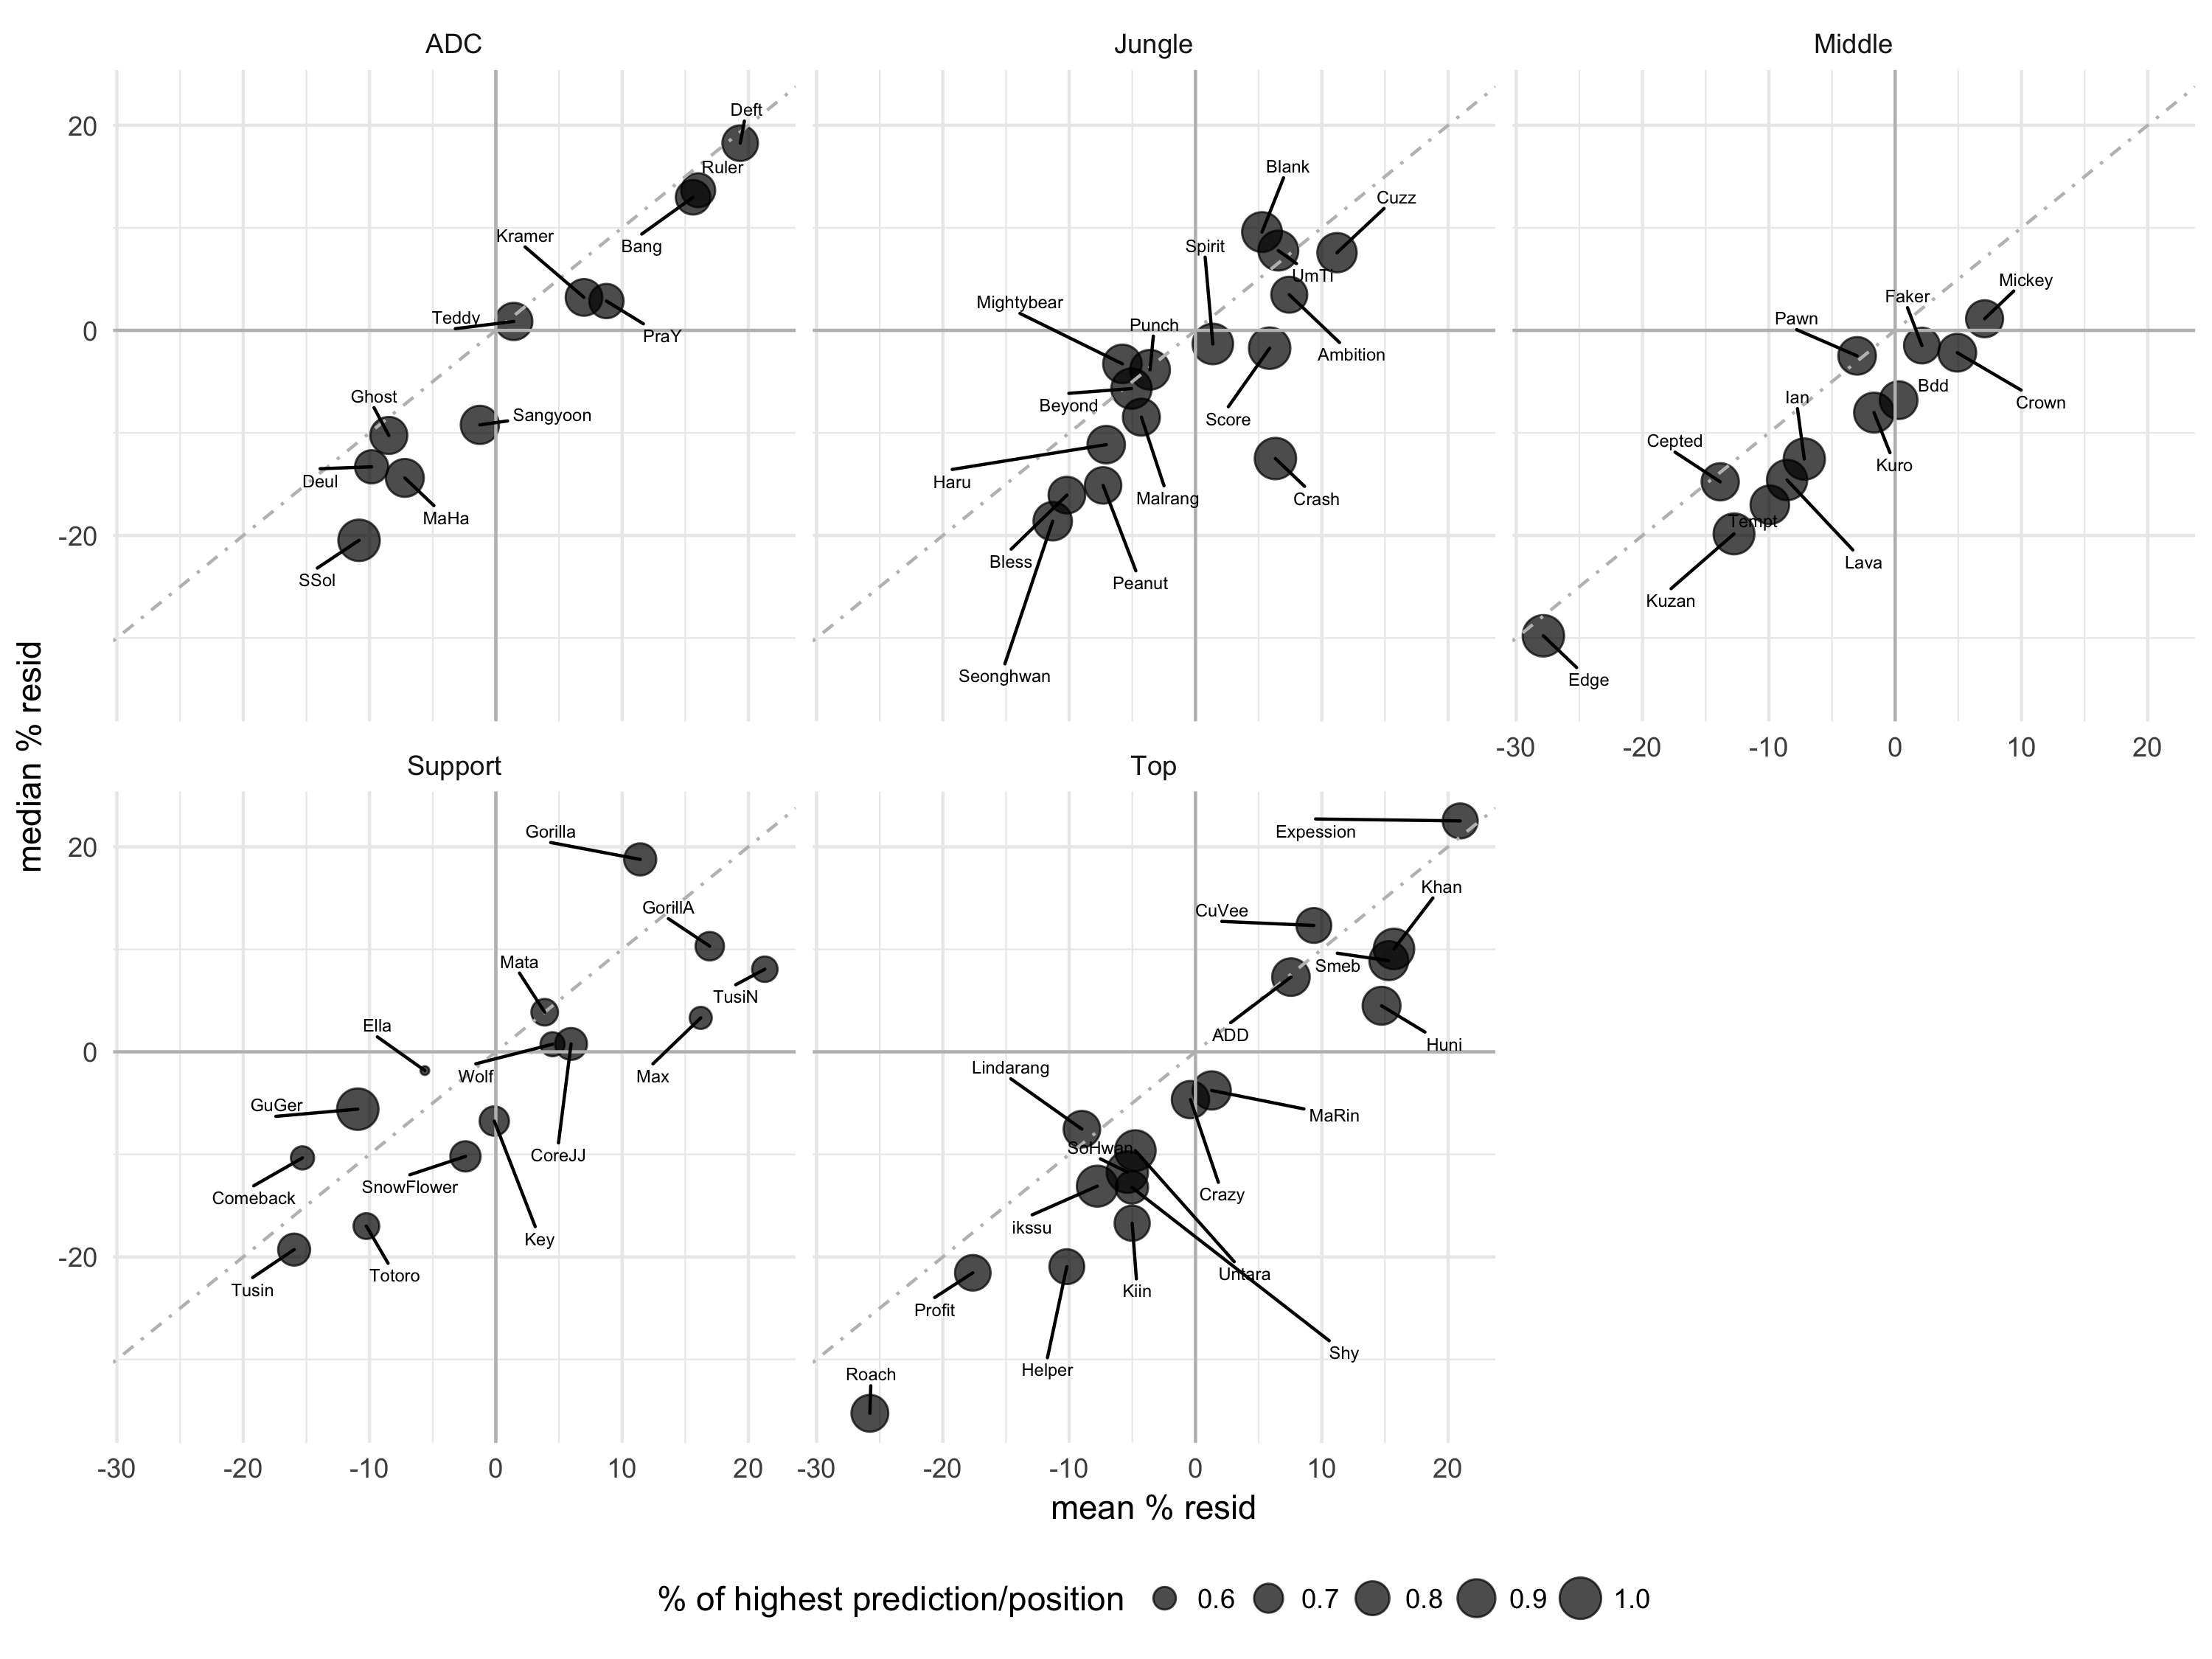 ADC
Jungle
Middle
20
0
-20
Deft
Ruler
Bang
Kramer
PraY
Teddy
Ghost
Sangyoon
Deul
MaHa
SSol
Blank
Cuzz
Spirit
UmTi
Mightybear
Punch
Ambition
Beyond
Score
Haru
Malrang
Crash
Bless
Peanut
Seonghwan
Mickey
Faker
Pawn
Bdd
Ian
Crown
Cepted
Kuro
Tempt
Lava
Kuzan
Edge
-30
-20
-10
0
10
20
median % resid
Support
Top
20
0
-20
Gorilla
GorillA
Mata
TusiN
Ella
Wolf
Max
GuGer
CoreJJ
SnowFlower
Comeback
Key
Totoro
Tusin
Expession
Khan
CuVee
Smeb
ADD
Huni
Lindarang
MaRin
SoHwan
Crazy
ikssu
Untara
Kiin
Profit
Shy
Helper
Roach
-30
-20
-10
0
10
20
-30
-20
-10
0
10
20
mean % resid
% of highest prediction/position
0.6
0.7
0.8
0.9
1.0